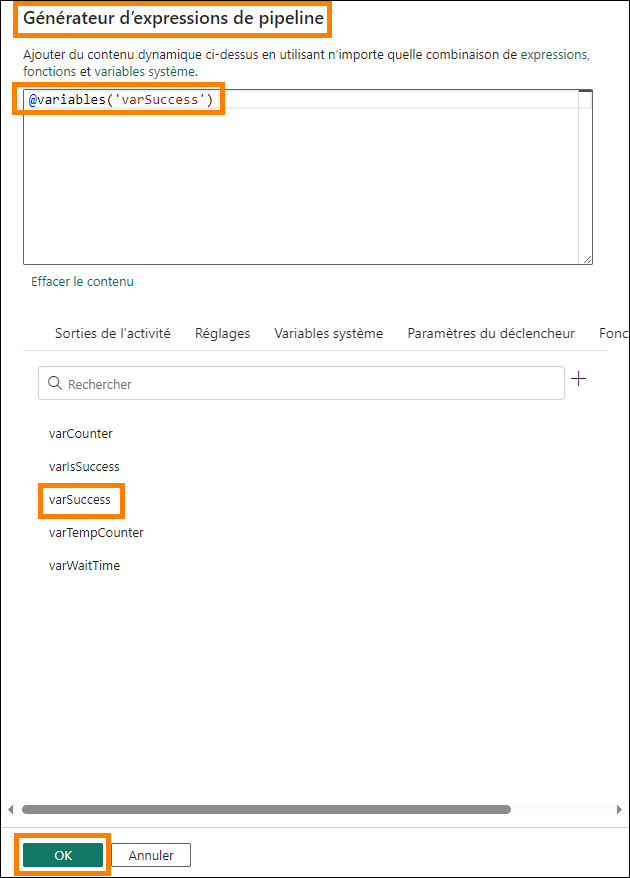 Générateur d’expressions de pipeline
Ajouter du contenu dynamique ci-dessus en utilisant n’importe quelle combinaison de expressions,
fonctions et variables système.
@variables('varSuccess')
Effacer le contenu
Sorties de l'activité Réglages Variables système Paramètres du déclencheur Fonc
Rechercher
varCounter
varIsSuccess
varSuccess
varTempCounter
varWaitTime
OK Annuler